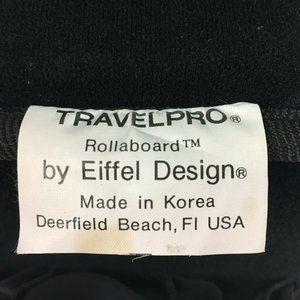 TRAVELPRO®
Rollaboard™
by Eiffel Design®
Made in Korea
Deerfield Beach, Fl USA